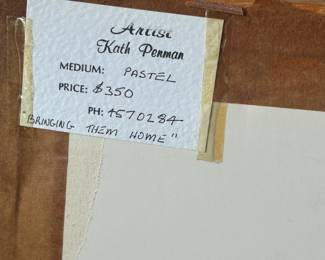 Artist
Kath Penman
MEDIUM: PASTEL
PRICE: $350
PH: 4570284
"BRINGING THEM HOME"